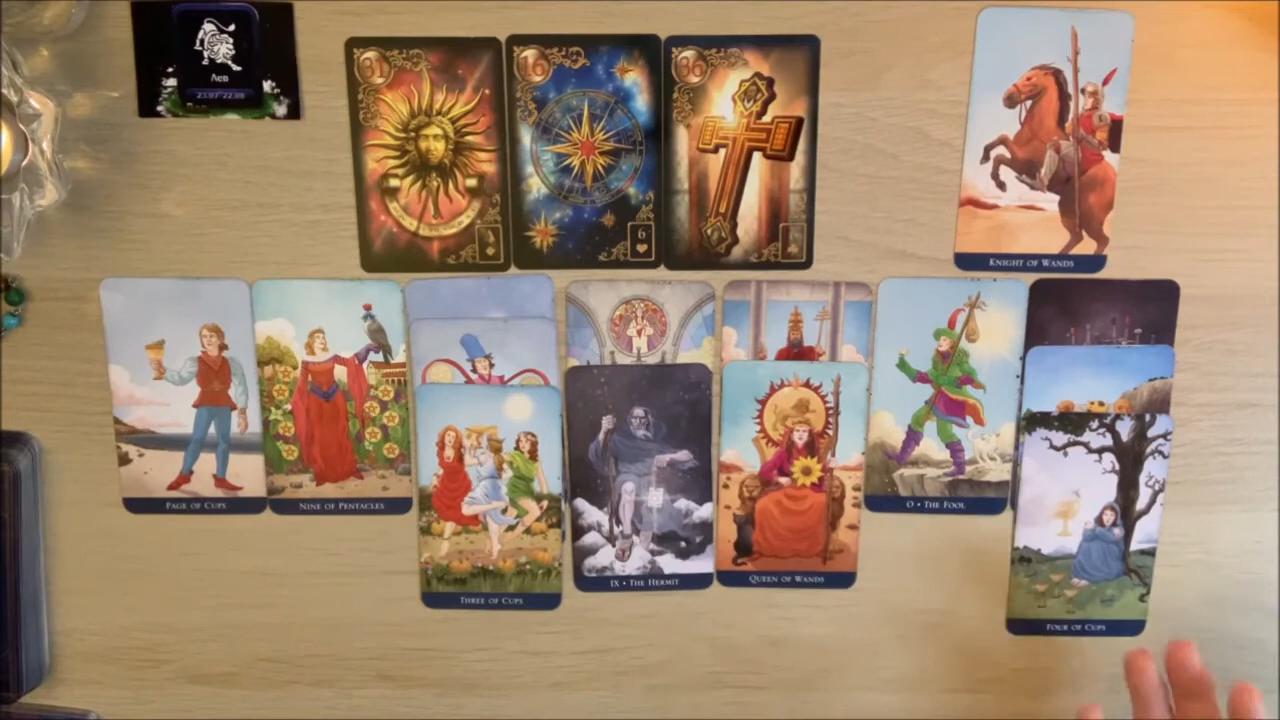 Лев
23.07-22.08
31
16
6
36
KNIGHT OF WANDS
PAGE OF CUPS
NINE OF PENTACLES
0 • THE FOOL
IX • THE HERMIT
QUEEN OF WANDS
THREE OF CUPS
FOUR OF CUPS